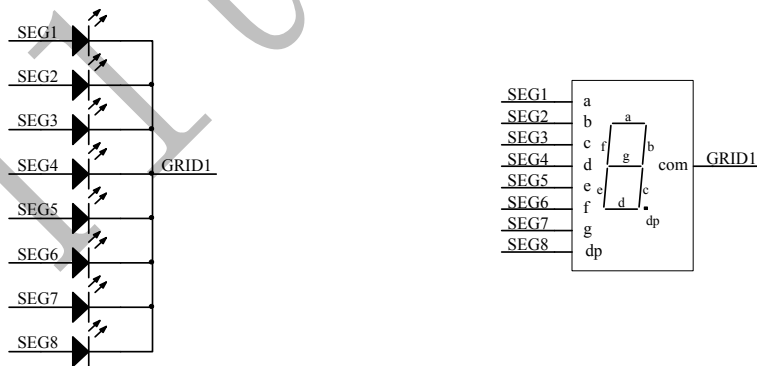 SEG1
SEG2
SEG3
SEG4
GRID1
SEG5
SEG6
SEG7
SEG8
SEG1
SEG2
SEG3
SEG4
SEG5
SEG6
SEG7
SEG8
a
b
c
d
e
f
g
dp
a
f
b
g
e
c
d
dp
com
GRID1